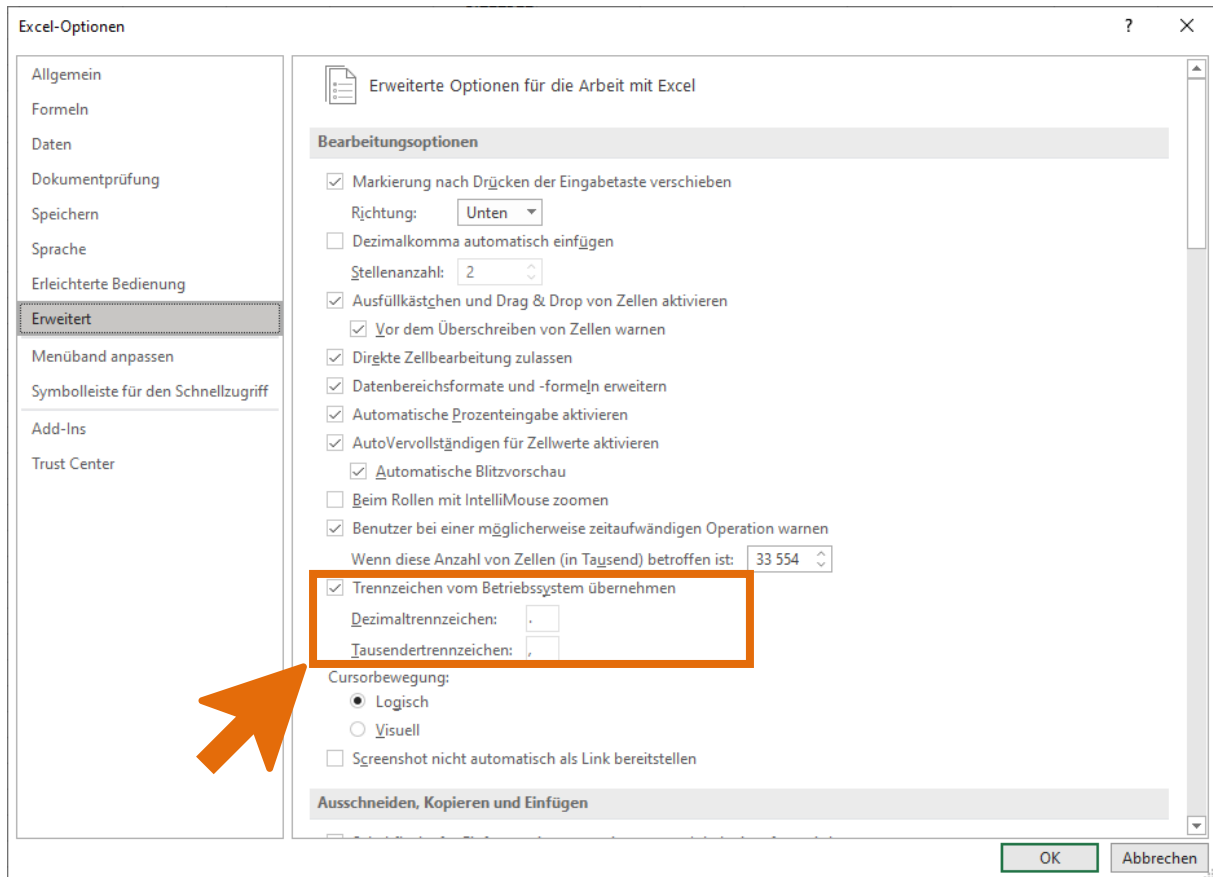 Excel-Optionen
?
Allgemein
Formeln
Daten
Dokumentprüfung
Speichern
Sprache
Erleichterte Bedienung
Erweitert
Menüband anpassen
Symbolleiste für den Schnellzugriff
Add-Ins
Trust Center
Erweiterte Optionen für die Arbeit mit Excel
Bearbeitungsoptionen
Markierung nach Drücken der Eingabetaste verschieben
Richtung: Unten
Dezimalkomma automatisch einfügen
Stellenanzahl: 2
Ausfüllkästchen und Drag & Drop von Zellen aktivieren
Vor dem Überschreiben von Zellen warnen
Direkte Zellbearbeitung zulassen
Datenbereichsformate und -formeln erweitern
Automatische Prozenteingabe aktivieren
AutoVervollständigen für Zellwerte aktivieren
Automatische Blitzvorschau
Beim Rollen mit IntelliMouse zoomen
Benutzer bei einer möglicherweise zeitaufwändigen Operation warnen
Wenn diese Anzahl von Zellen (in Tausend) betroffen ist: 33 554
Trennzeichen vom Betriebssystem übernehmen
Dezimaltrennzeichen: .
Tausendertrennzeichen: ,
Cursorbewegung:
Logisch
Visuell
Screenshot nicht automatisch als Link bereitstellen
Ausschneiden, Kopieren und Einfügen
OK
Abbrechen